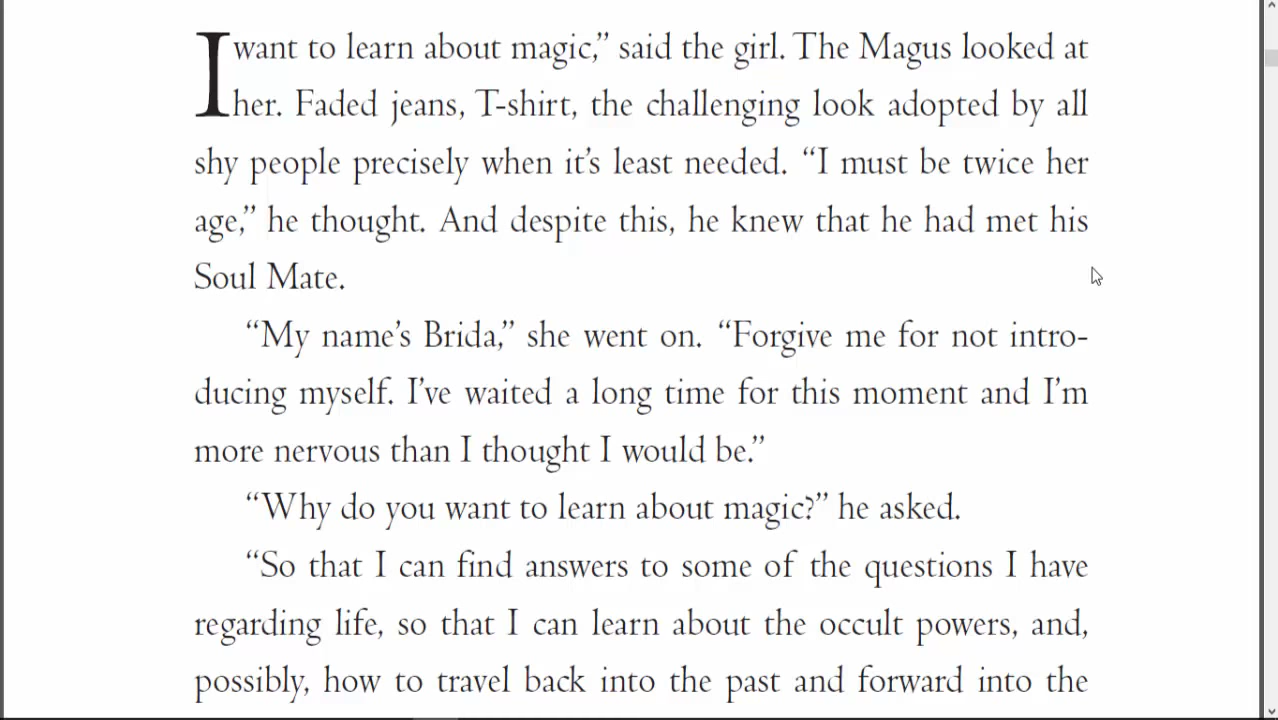 I want to learn about magic,” said the girl. The Magus looked at
her. Faded jeans, T-shirt, the challenging look adopted by all
shy people precisely when it’s least needed. “I must be twice her
age,” he thought. And despite this, he knew that he had met his
Soul Mate.
“My name’s Brida,” she went on. “Forgive me for not intro-
ducing myself. I’ve waited a long time for this moment and I’m
more nervous than I thought I would be.”
“Why do you want to learn about magic?” he asked.
“So that I can find answers to some of the questions I have
regarding life, so that I can learn about the occult powers, and,
possibly, how to travel back into the past and forward into the